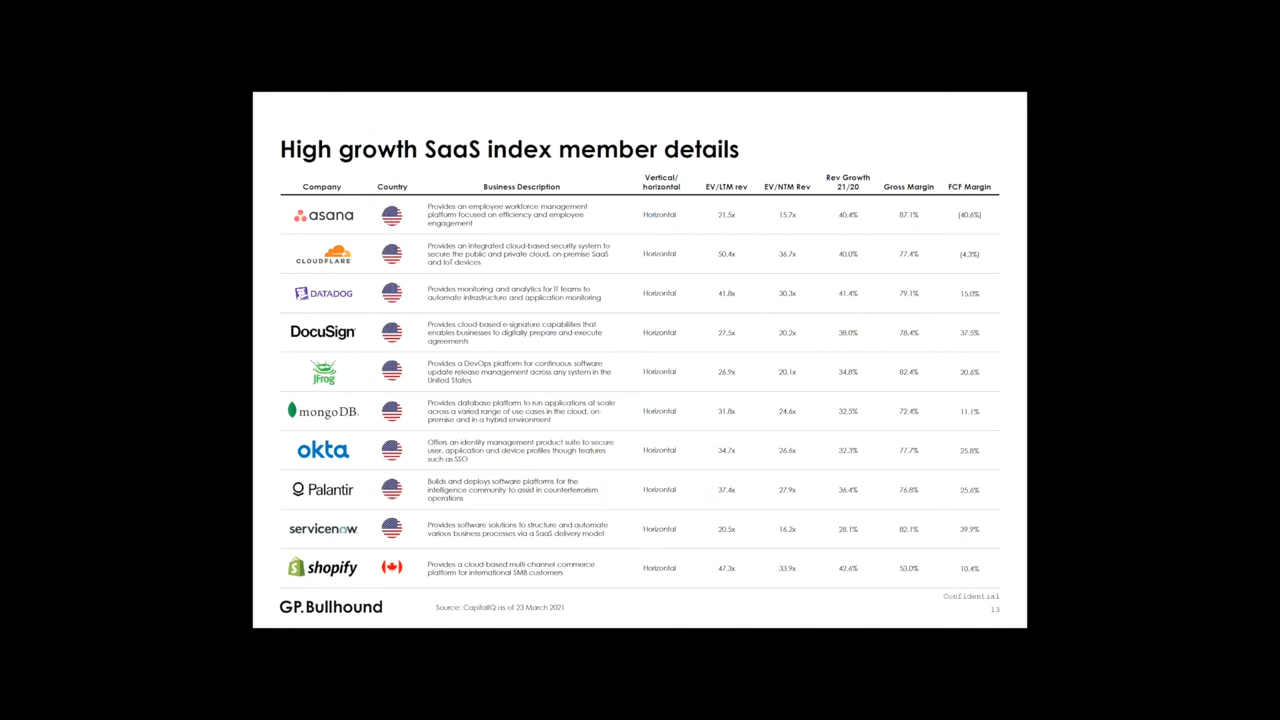 High growth SaaS index member details
Company Country Business Description Vertical/ horizontal EV/LTM rev EV/NTM Rev Rev Growth 21/20 Gross Margin FCF Margin
asana
Provides an employee workforce management
platform focused on efficiency and employee
engagement
Horizontal 21.5x 15.7x 40.4% 87.1% (40.6%)
CLOUDFLARE
Provides an integrated cloud-based security system to
secure the public and private cloud, on-premise SaaS
and IoT devices
Horizontal 50.4x 36.7x 40.0% 77.4% (4.3%)
DATADOG
Provides monitoring and analytics for IT teams to
automate infrastructure and application monitoring
Horizontal 41.8x 30.3x 41.4% 79.1% 15.0%
DocuSign
Provides cloud-based e-signature capabilities that
enables businesses to digitally prepare and execute
agreements
Horizontal 27.5x 20.2x 38.0% 78.4% 37.5%
JFrog
Provides a DevOps platform for continuous software
update release management across any system in the
United States
Horizontal 26.9x 20.1x 34.8% 82.4% 20.6%
mongoDB.
Provides database platform to run applications at scale
across a varied range of use cases in the cloud, on-
premise and in a hybrid environment
Horizontal 31.8x 24.6x 32.5% 72.4% 11.1%
okta
Offers an identity management product suite to secure
user, application and device profiles though features
such as SSO
Horizontal 34.7x 26.6x 32.3% 77.7% 25.8%
Palantir
Builds and deploys software platforms for the
intelligence community to assist in counterterrorism
operations
Horizontal 37.4x 27.9x 36.4% 76.8% 25.6%
servicenow
Provides software solutions to structure and automate
various business processes via a SaaS delivery model
Horizontal 20.5x 16.2x 28.1% 82.1% 39.9%
shopify
Provides a cloud-based multi-channel commerce
platform for international SMB customers
Horizontal 47.3x 33.9x 42.6% 53.0% 10.4%
GP.Bullhound
Source: CapitalIQ as of 23 March 2021
Confidential
13